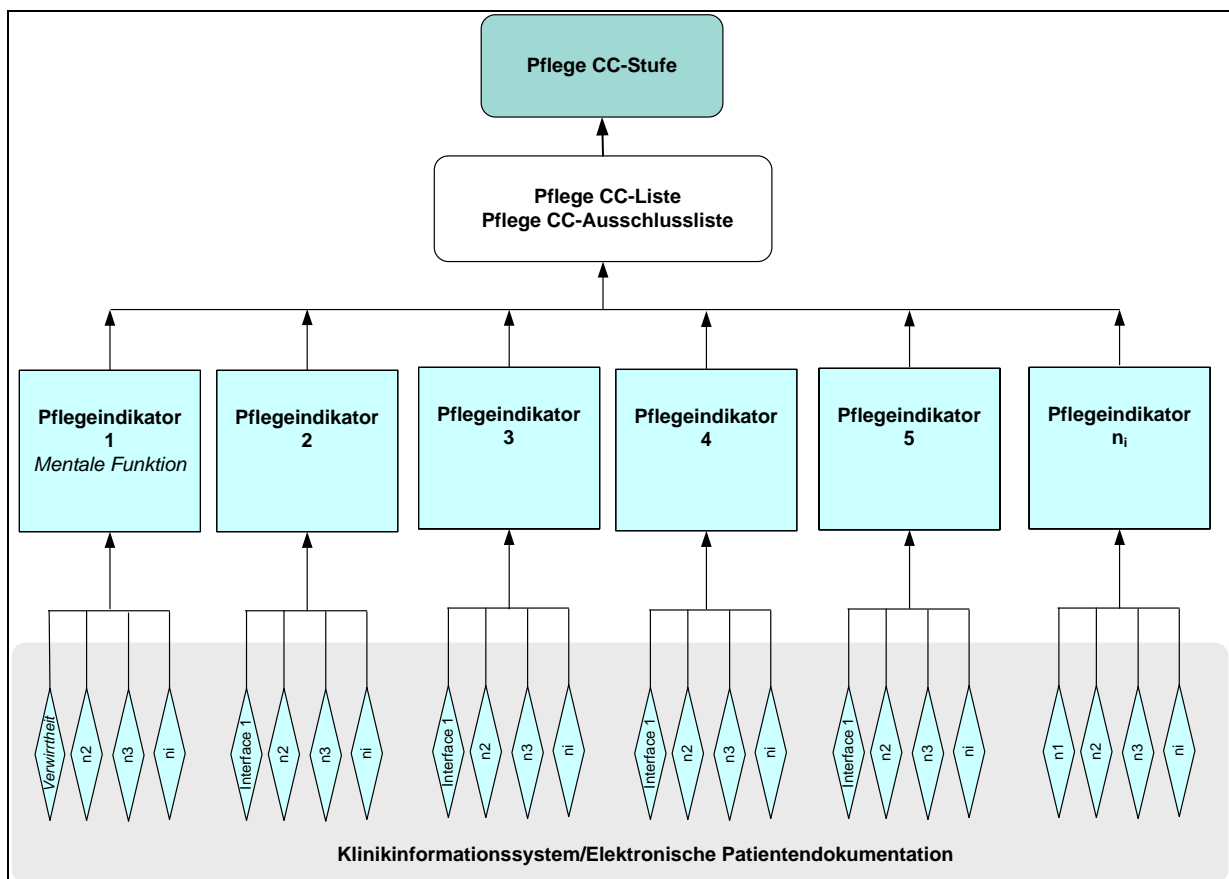 Pflege CC-Stufe
Pflege CC-Liste
Pflege CC-Ausschlussliste
Pflegeindikator
1
Mentale Funktion
Pflegeindikator
2
Pflegeindikator
3
Pflegeindikator
4
Pflegeindikator
5
Pflegeindikator
nᵢ
Verwirrtheit
n2
n3
ni
Interface 1
n2
n3
ni
Interface 1
n2
n3
ni
Interface 1
n2
n3
ni
Interface 1
n2
n3
ni
n1
n2
n3
ni
Klinikinformationssystem/Elektronische Patientendokumentation